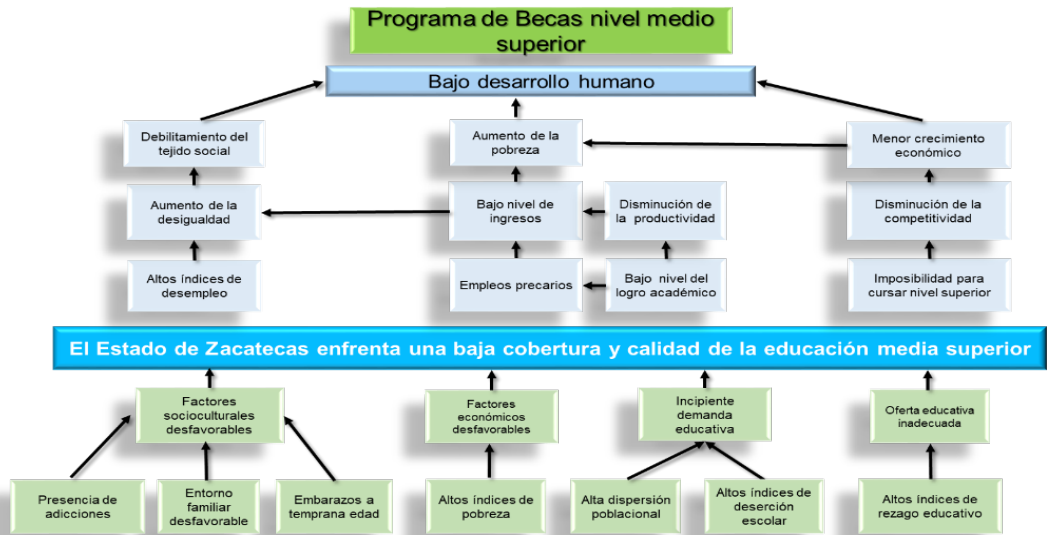 Programa de Becas nivel medio
superior
Bajo desarrollo humano
Debilitamiento del
tejido social
Aumento de la
pobreza
Menor crecimiento
económico
Aumento de la
desigualdad
Bajo nivel de
ingresos
Disminución de
la productividad
Disminución de la
competitividad
Altos índices de
desempleo
Empleos precarios
Bajo nivel del
logro académico
Imposibilidad para
cursar nivel superior
El Estado de Zacatecas enfrenta una baja cobertura y calidad de la educación media superior
Factores
socioculturales
desfavorables
Factores
económicos
desfavorables
Incipiente
demanda
educativa
Oferta educativa
inadecuada
Presencia de
adicciones
Entorno
familiar
desfavorable
Embarazos a
temprana edad
Altos índices de
pobreza
Alta dispersión
poblacional
Altos índices de
deserción
escolar
Altos índices de
rezago educativo